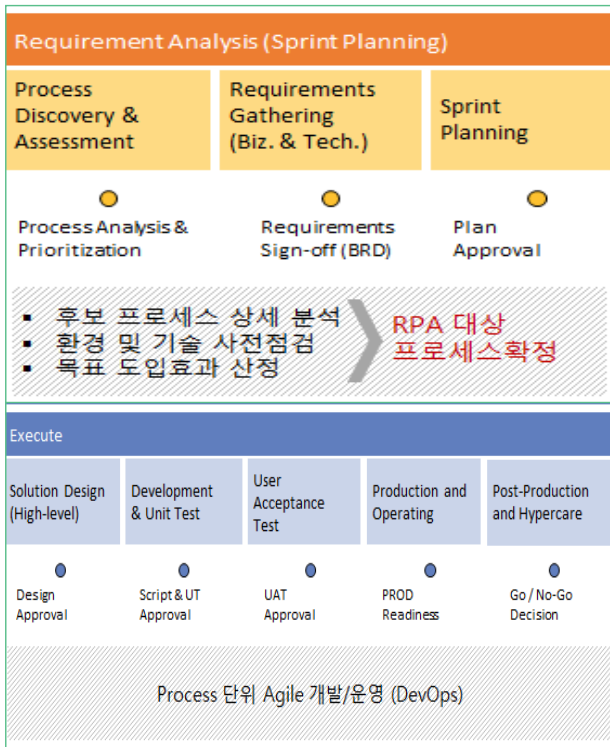 Requirement Analysis (Sprint Planning)
Process
Discovery &
Assessment
Requirements
Gathering
(Biz. & Tech.)
Sprint
Planning
Process Analysis &
Prioritization
Requirements
Sign-off (BRD)
Plan
Approval
▪ 후보 프로세스 상세 분석
▪ 환경 및 기술 사전점검
▪ 목표 도입효과 산정
RPA 대상
프로세스확정
Execute
Solution Design
(High-level)
Development
& Unit Test
User
Acceptance
Test
Production and
Operating
Post-Production
and Hypercare
Design
Approval
Script & UT
Approval
UAT
Approval
PROD
Readiness
Go / No-Go
Decision
Process 단위 Agile 개발/운영 (DevOps)